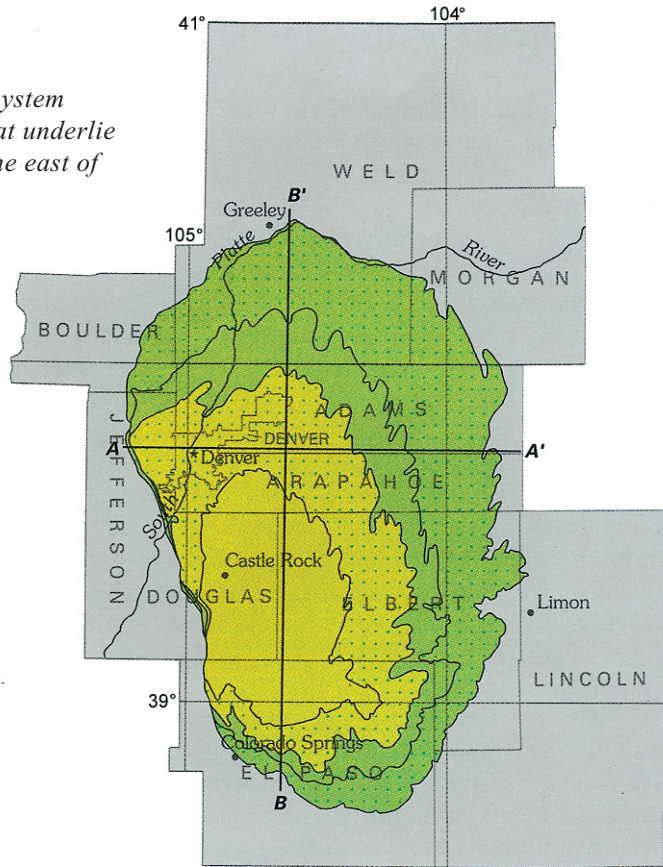 41°
104°
ystem
at underlie
ne east of
WELD
B'
Greeley
105°
Platte
River
MORGAN
BOULDER
ADAMS
JEFFERSON
A
DENVER
Denver
A'
ARAPAHOE
South
Castle Rock
DOUGLAS
ELBERT
Limon
LINCOLN
39°
Colorado Springs
EL PASO
B